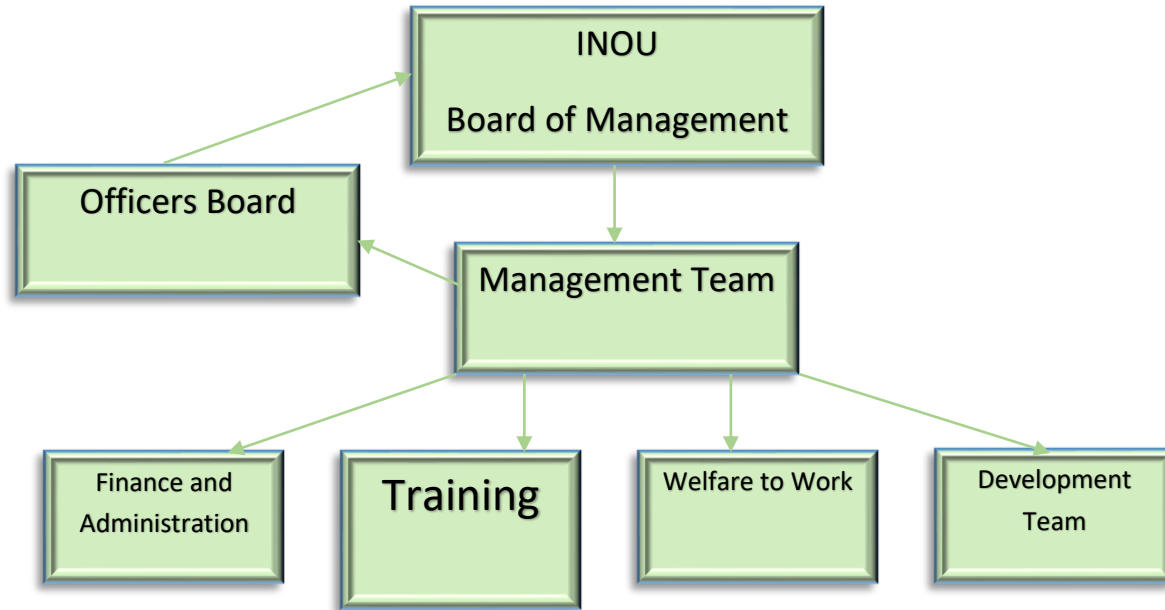 INOU
Board of Management
Officers Board
Management Team
Finance and
Administration
Training
Welfare to Work
Development
Team